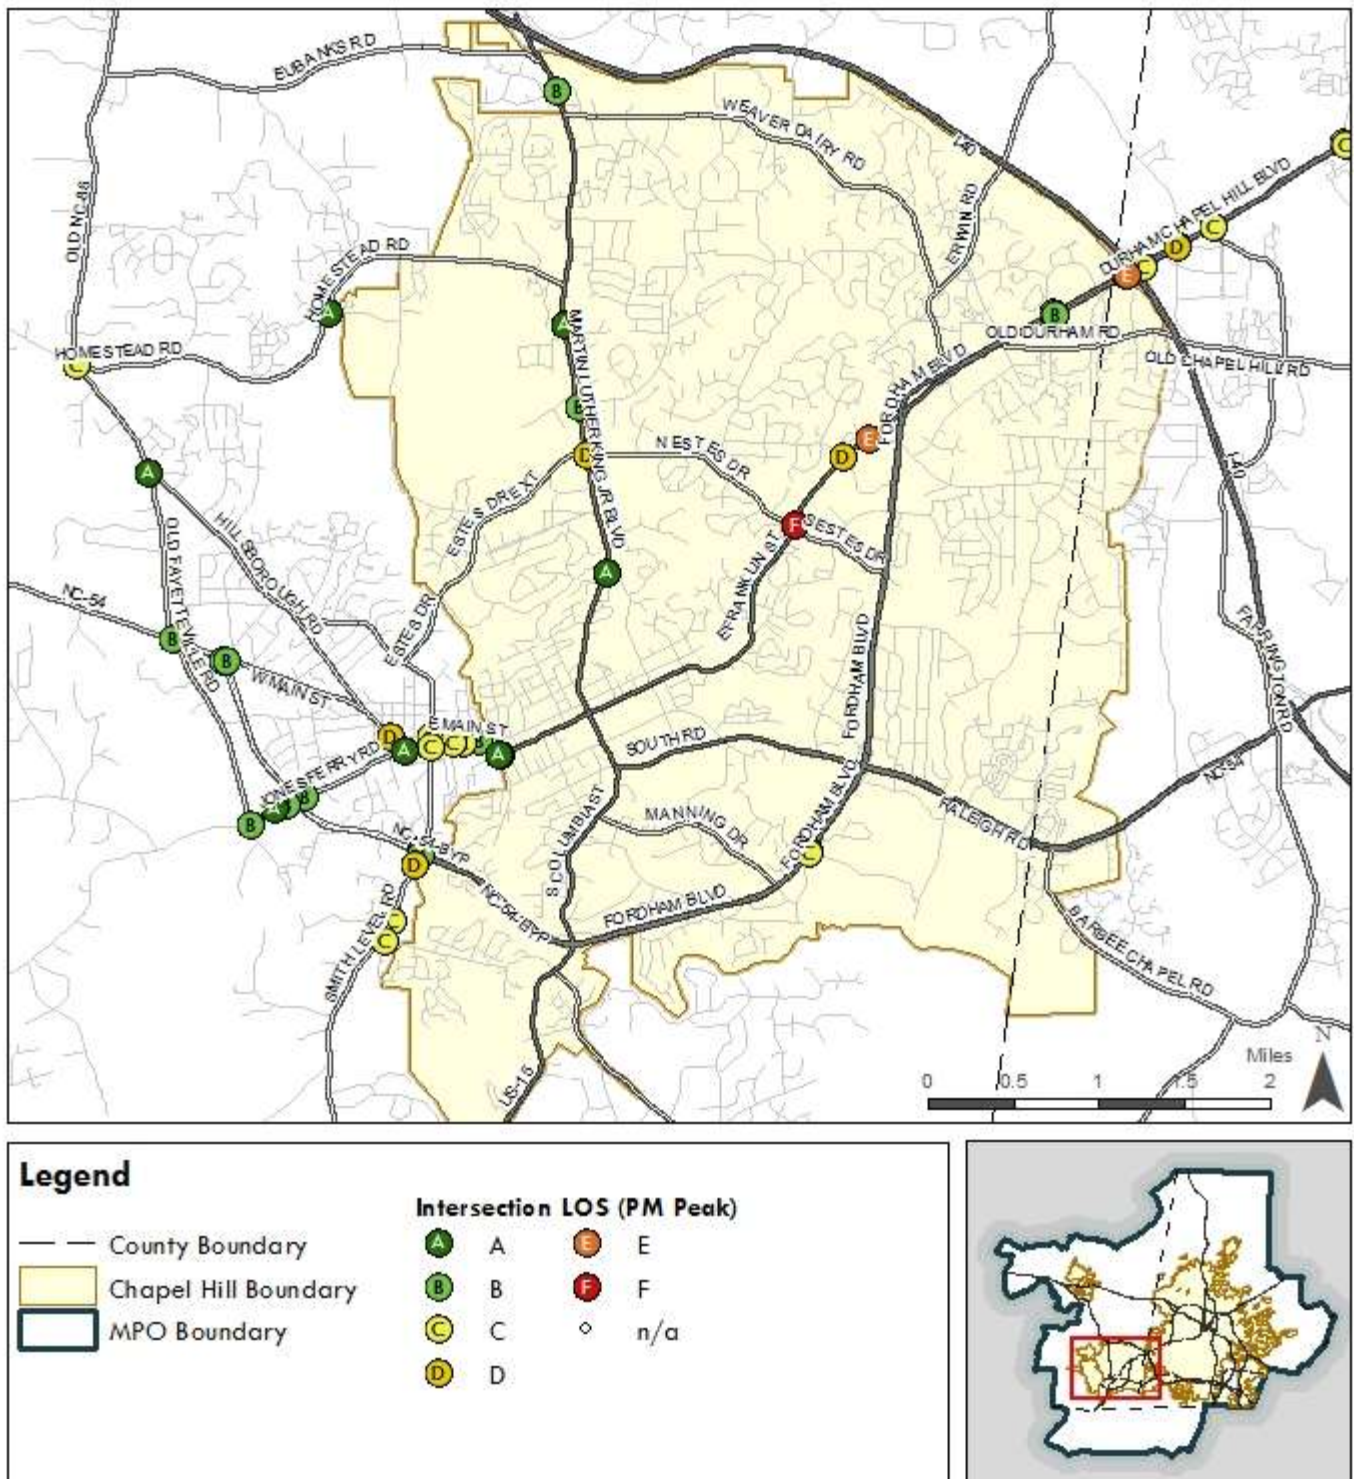 EUBANKS RD
B
WEAVER DAIRY RD
I-40
C
DURHAM CHAPEL HILL BLVD
OLD NC-86
ERWIN RD
C
D
HOMESTEAD RD
C
E
A
A
B
OLD DURHAM RD
HOMESTEAD RD
C
MARTIN LUTHER KING JR BLVD
FORDHAM BLVD
OLD CHAPEL HILL RD
B
E
D
N ESTES DR
D
A
I-40
ESTES DR EXT
OLD FAYETTEVILLE RD
HILLSBOROUGH RD
F
S ESTES DR
A
E FRANKLIN ST
NC-54
ESTES DR
FARRINGTON RD
B
B
W MAIN ST
FORDHAM BLVD
D
E MAIN ST
A
C
C
B
A
SOUTH RD
JONES FERRY RD
NC-54
B
A
B
B
S COLUMBIA ST
MANNING DR
FORDHAM BLVD
RALEIGH RD
NC-54-BYP
C
D
NC-54-BYP
FORDHAM BLVD
SMITH LEVEL RD
C
C
BARBEE CHAPEL RD
US-15
N
Miles
0 0.5 1 1.5 2
Legend
Intersection LOS (PM Peak)
County Boundary
Chapel Hill Boundary
MPO Boundary
A A
B B
C C
D D
E E
F F
n/a